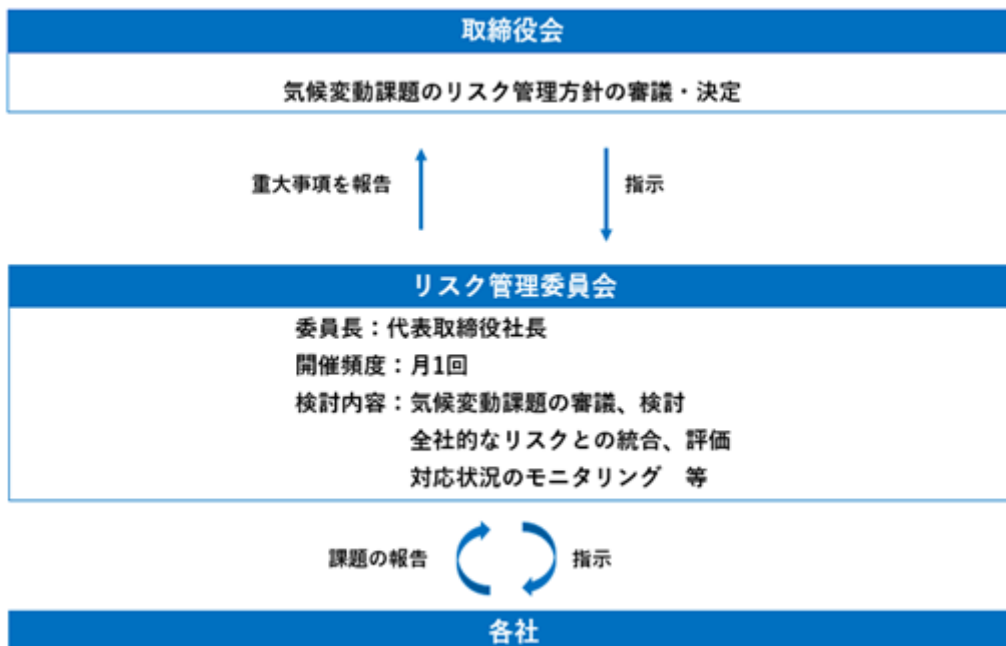 取締役会
気候変動課題のリスク管理方針の審議・決定
重大事項を報告
指示
リスク管理委員会
委員長：代表取締役社長
開催頻度：月1回
検討内容：気候変動課題の審議、検討
全社的なリスクとの統合、評価
対応状況のモニタリング　等
課題の報告
指示
各社